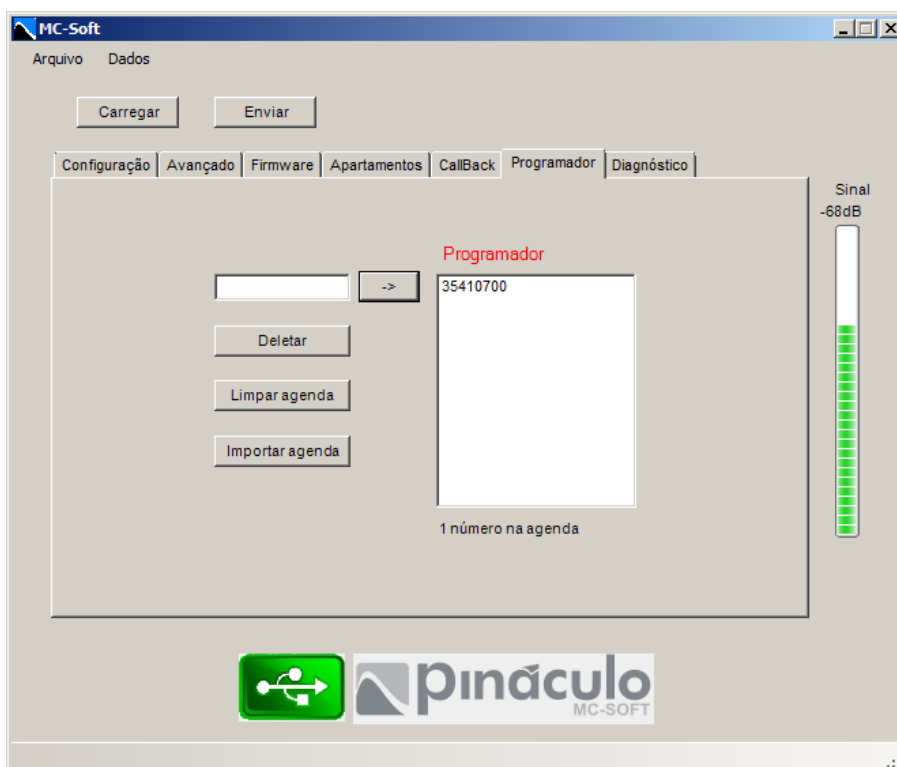 MC-Soft
Arquivo Dados
Carregar Enviar
Configuração Avançado Firmware Apartamentos CallBack Programador Diagnóstico
Sinal
-68dB
Programador
->
35410700
Deletar
Limpar agenda
Importar agenda
1 número na agenda
pináculo
MC-SOFT